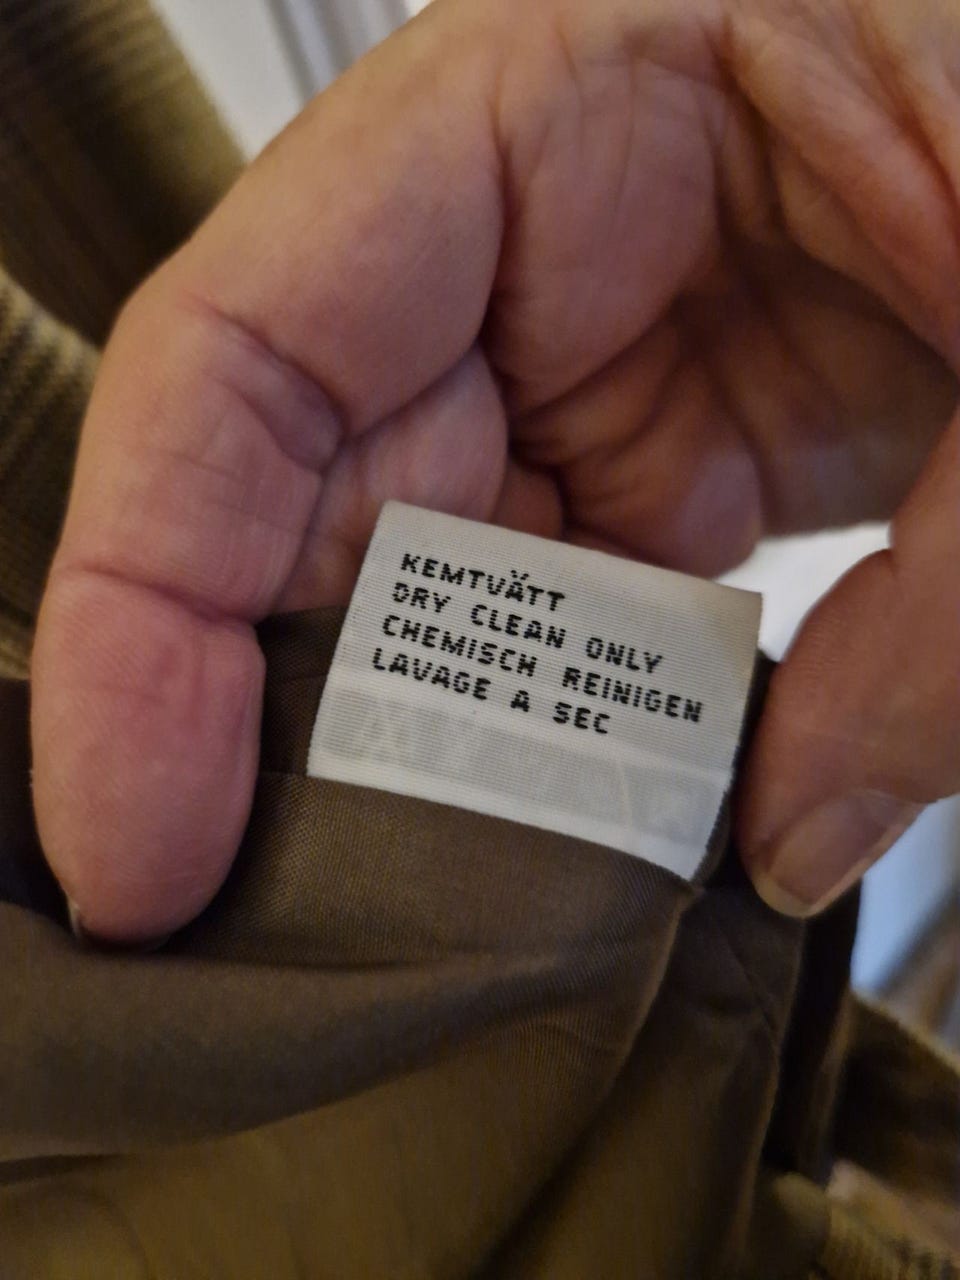 KEMTVÄTT
DRY CLEAN ONLY
CHEMISCH REINIGEN
LAVAGE A SEC